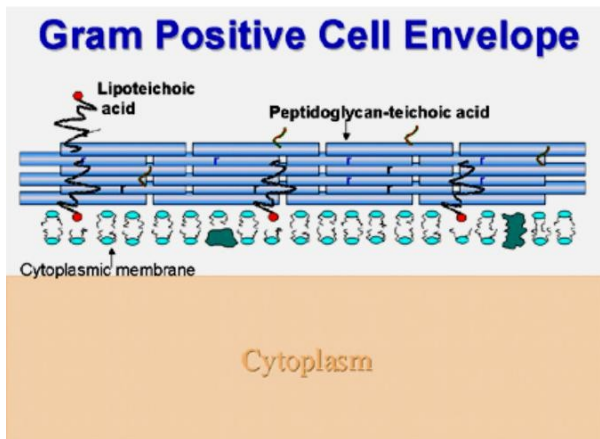 Gram Positive Cell Envelope
Lipoteichoic
acid
Peptidoglycan-teichoic acid
Cytoplasmic membrane
Cytoplasm